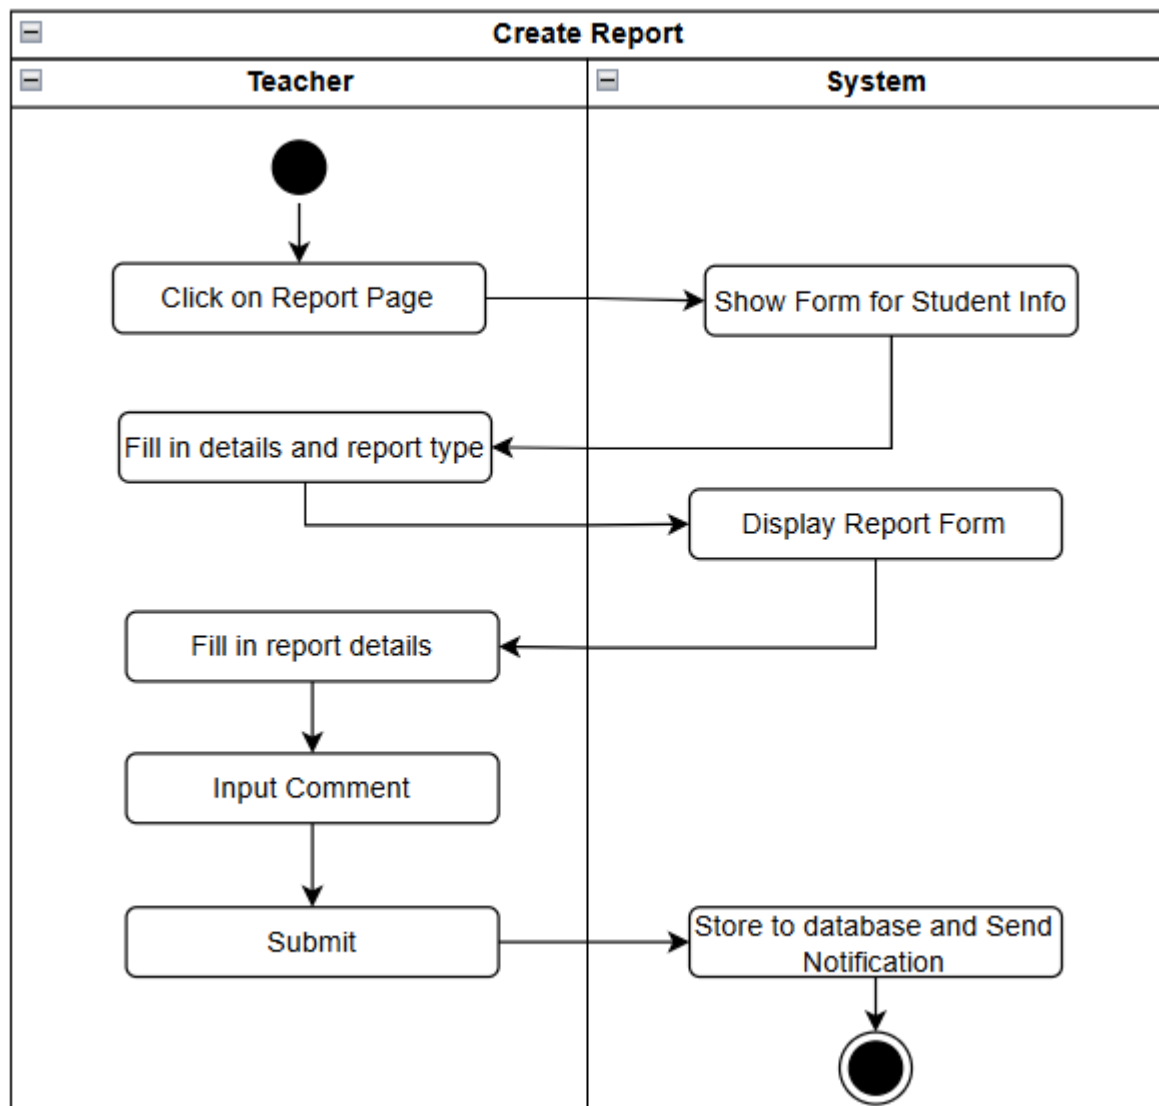 Create Report
Teacher
System
Click on Report Page
Show Form for Student Info
Fill in details and report type
Display Report Form
Fill in report details
Input Comment
Submit
Store to database and Send
Notification